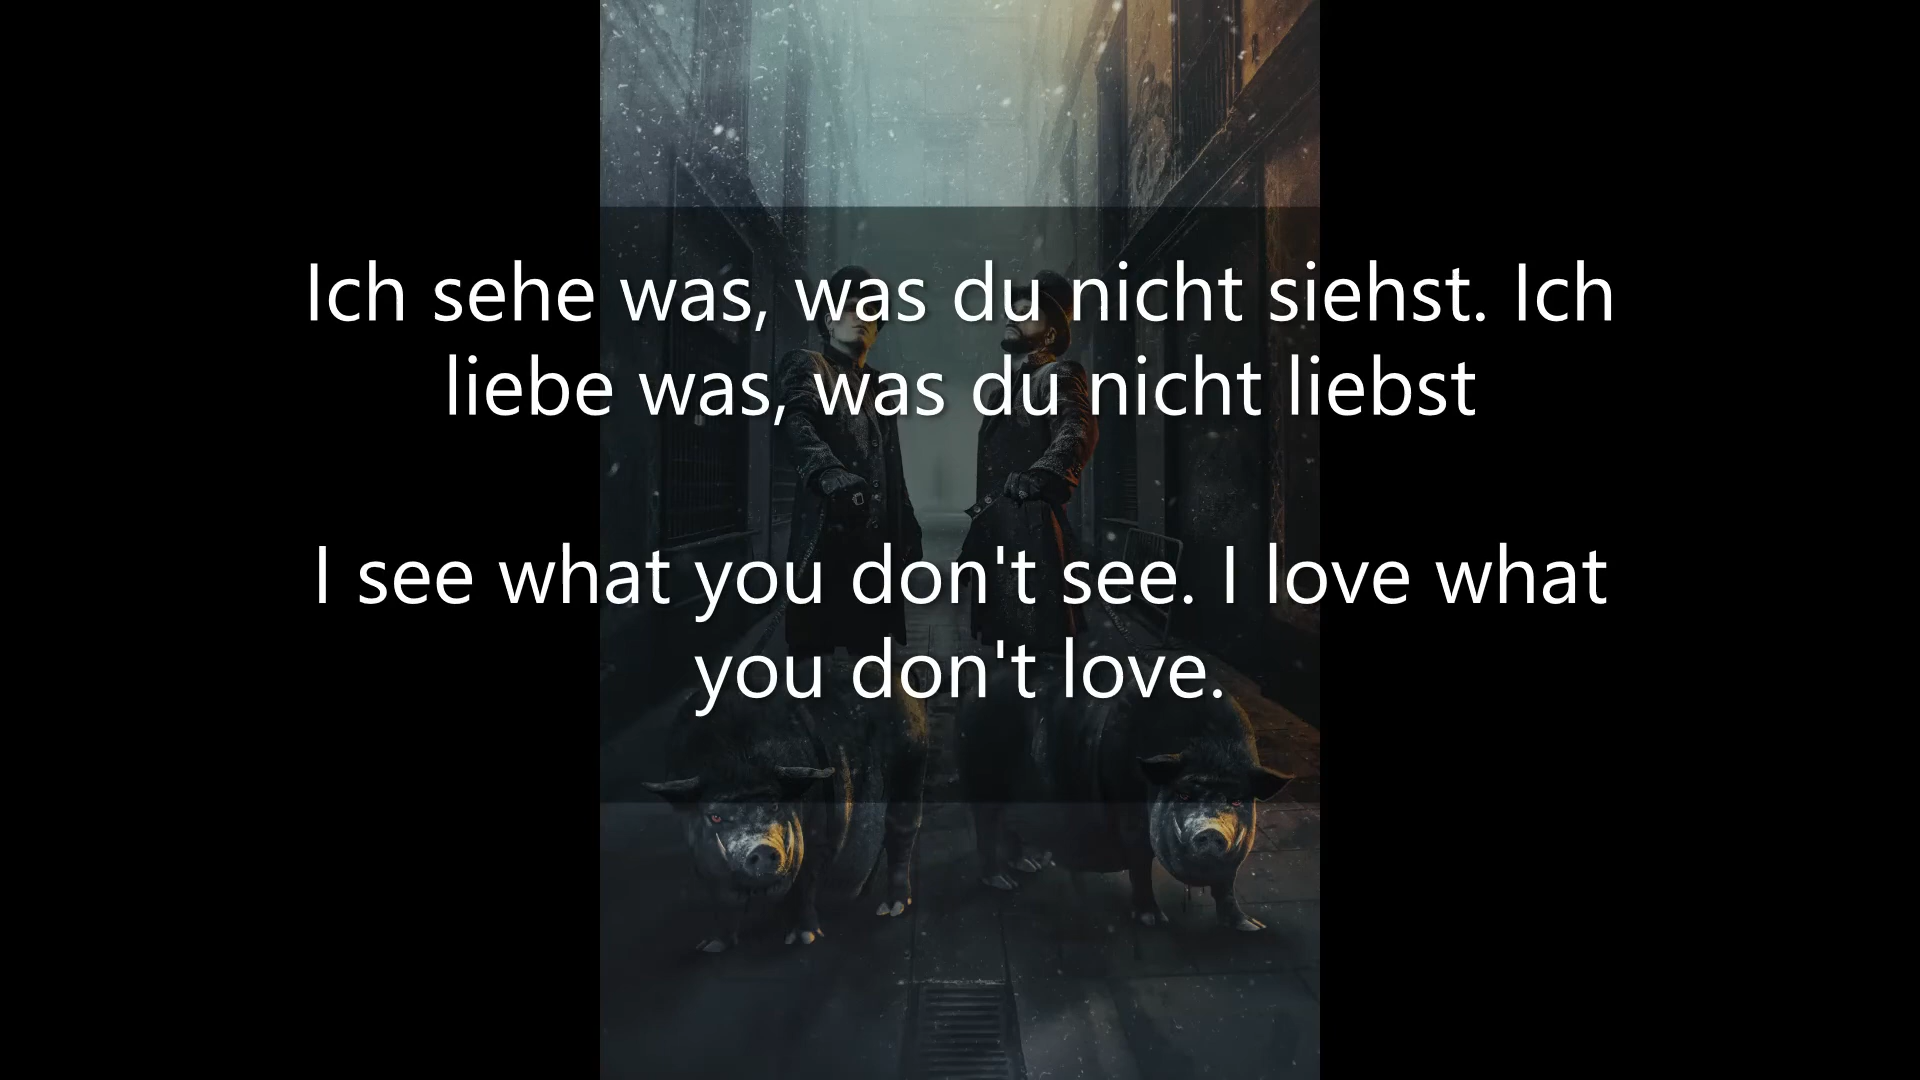 Ich sehe was, was du nicht siehst. Ich
liebe was, was du nicht liebst
I see what you don't see. I love what
you don't love.